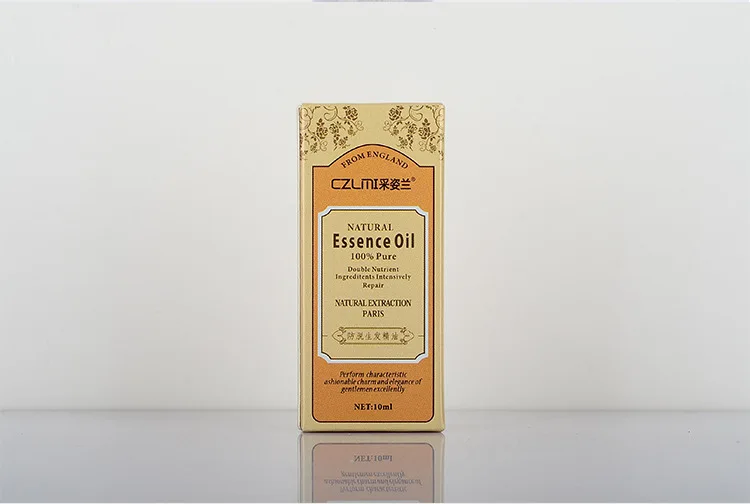 FROM ENGLAND
CZLMI采姿兰®
NATURAL
Essence Oil
100% Pure
Double Nutrient
Ingreditents Intensively
Repair
NATURAL EXTRACTION
PARIS
防脱生发精油
Perform characteristic
ashionable charm and elegance of
gentlemen excellently
NET:10ml